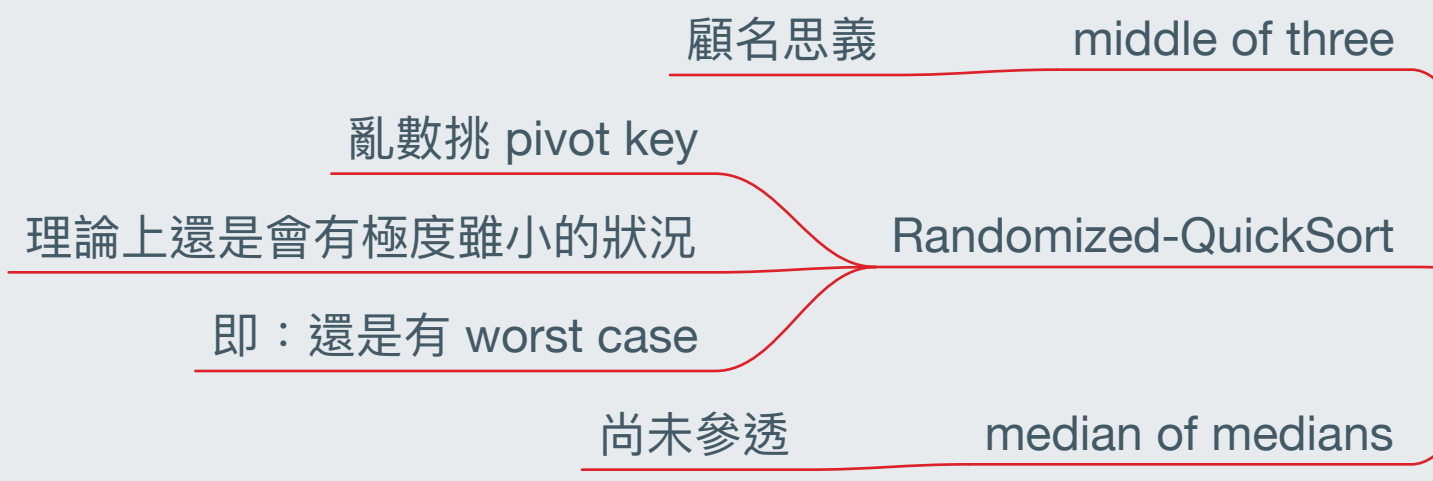 顧名思義 middle of three
亂數挑 pivot key
理論上還是會有極度雖小的狀況 Randomized-QuickSort
即：還是有 worst case
尚未參透 median of medians